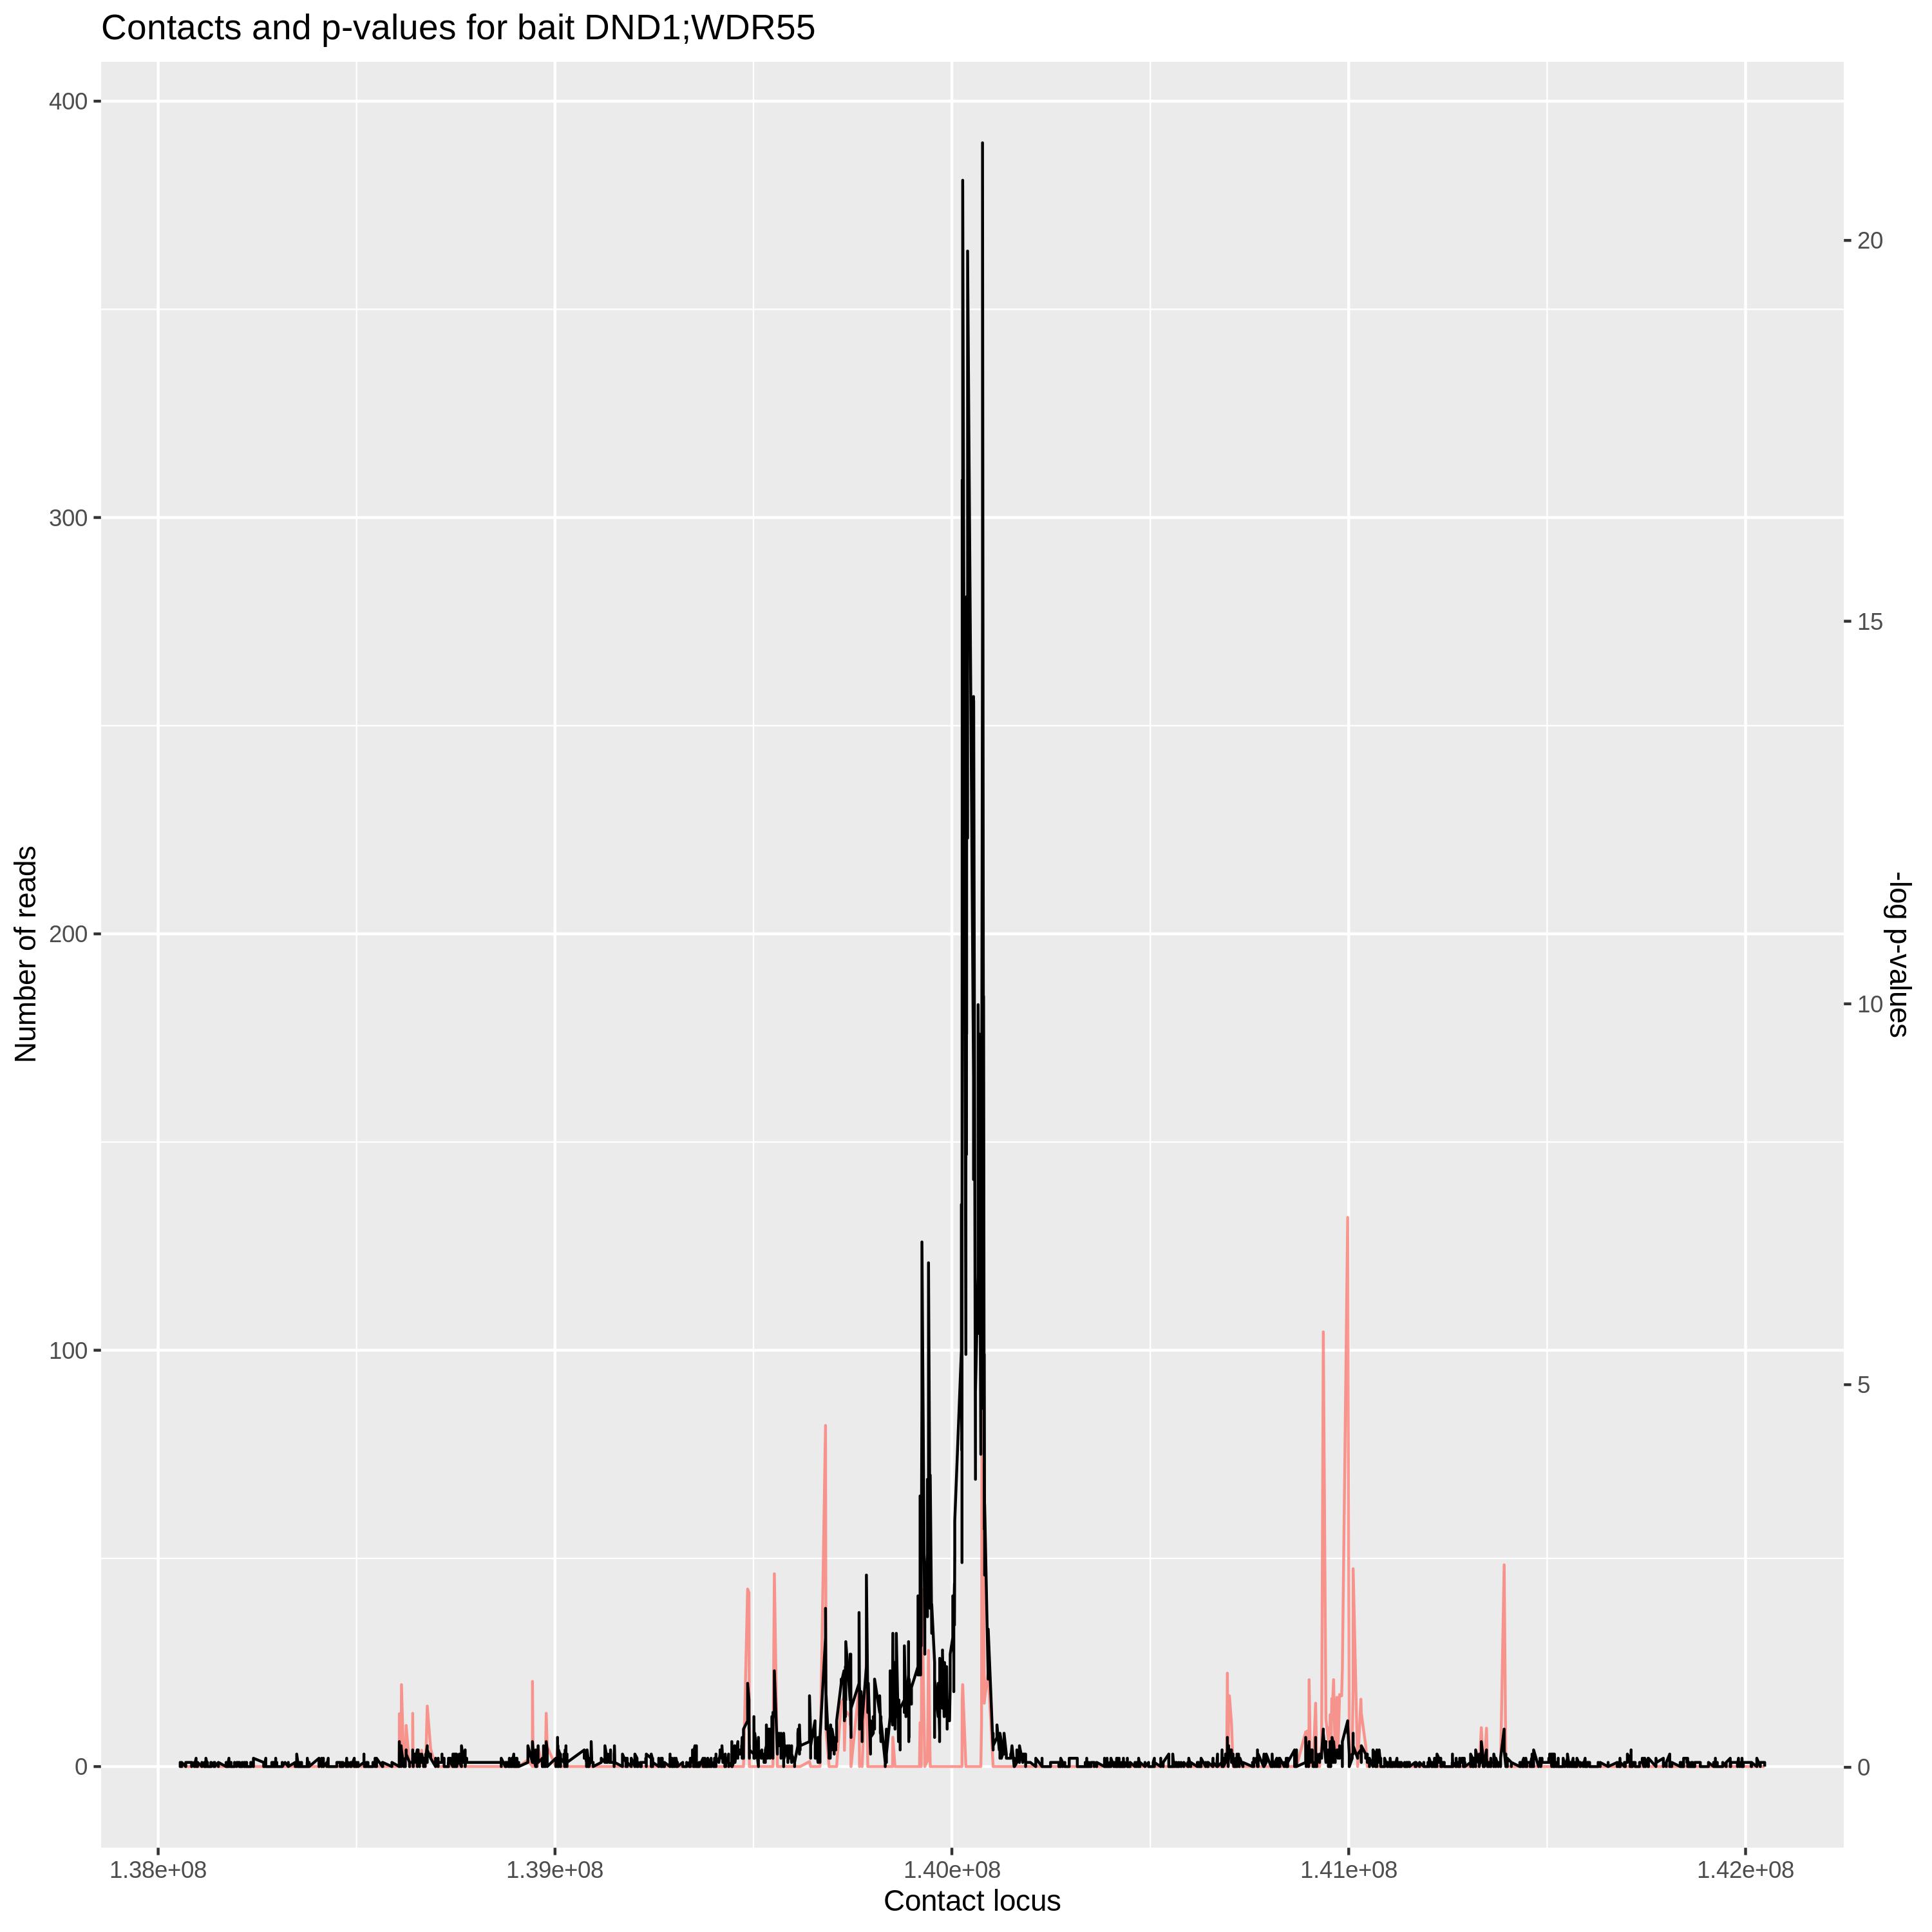 Contacts and p-values for bait DND1;WDR55
400
300
200
100
0
Number of reads
20
15
10
5
0
-log p-values
1.38e+08
1.39e+08
1.40e+08
1.41e+08
1.42e+08
Contact locus